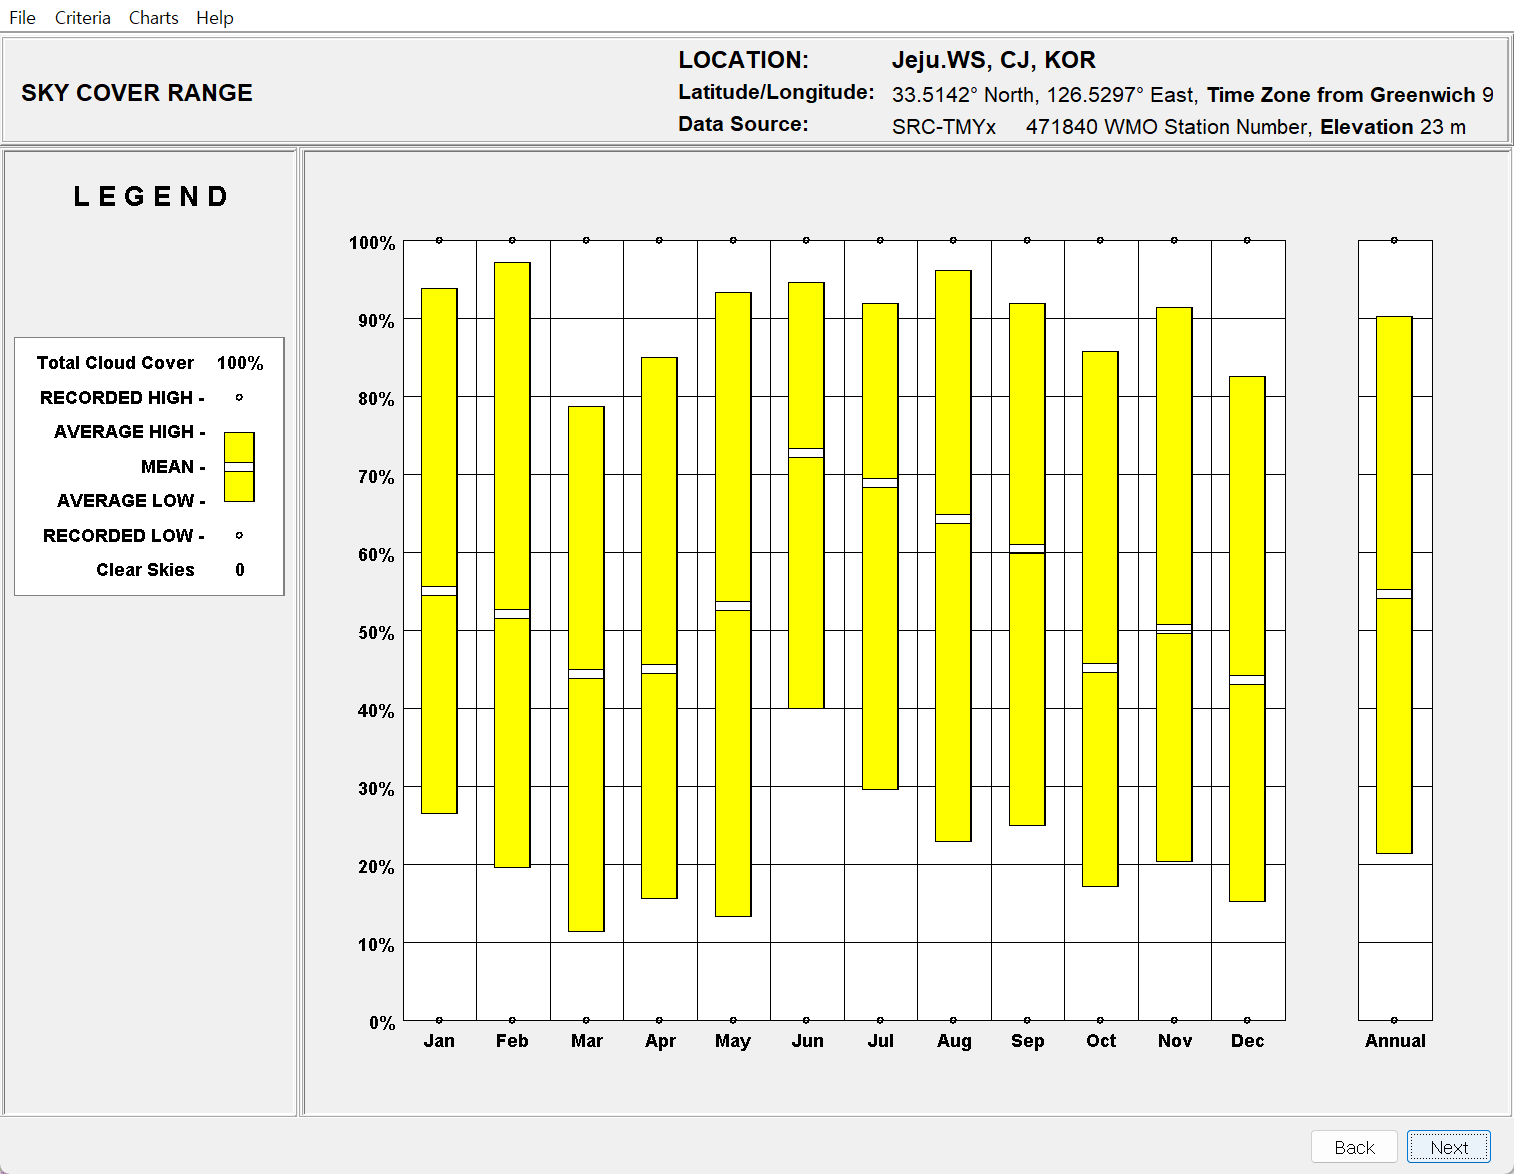 File Criteria Charts Help
SKY COVER RANGE
LOCATION: Jeju.WS, CJ, KOR
Latitude/Longitude: 33.5142° North, 126.5297° East, Time Zone from Greenwich 9
Data Source: SRC-TMYx 471840 WMO Station Number, Elevation 23 m
LEGEND
Total Cloud Cover 100%
RECORDED HIGH -
AVERAGE HIGH -
MEAN -
AVERAGE LOW -
RECORDED LOW -
Clear Skies 0
100%
90%
80%
70%
60%
50%
40%
30%
20%
10%
0%
Jan Feb Mar Apr May Jun Jul Aug Sep Oct Nov Dec Annual
Back Next